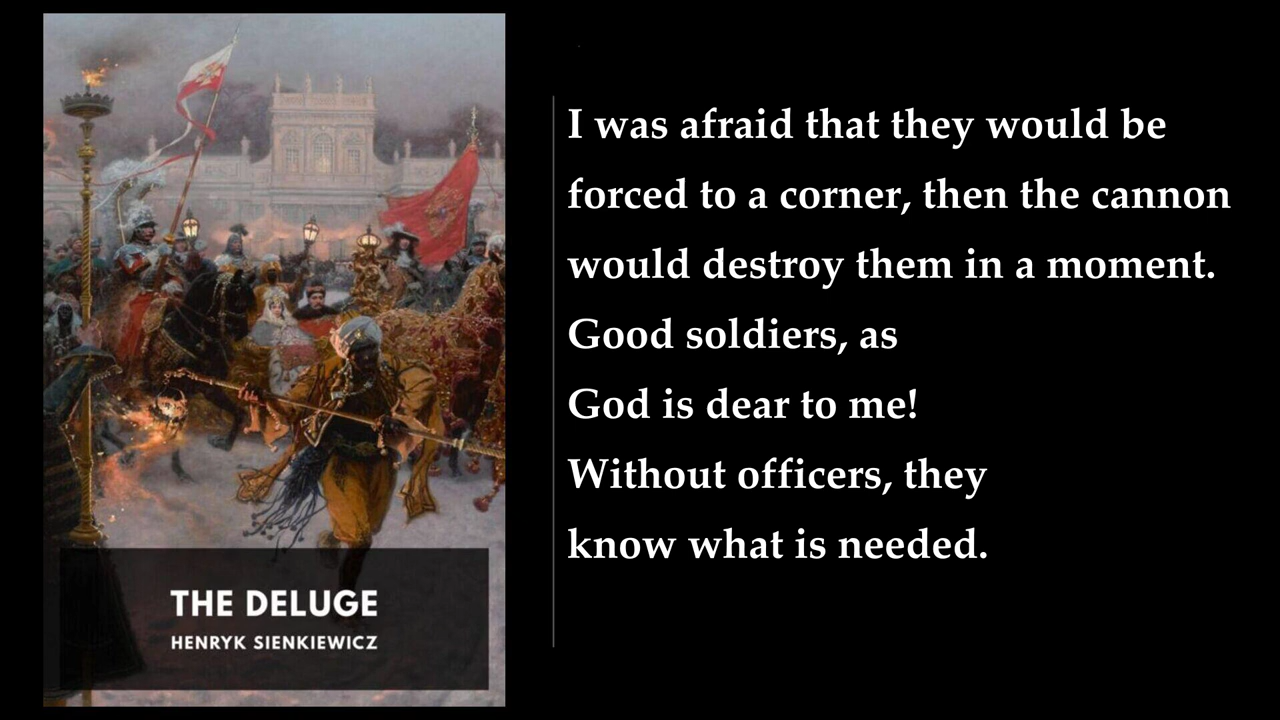 THE DELUGE
HENRYK SIENKIEWICZ
I was afraid that they would be
forced to a corner, then the cannon
would destroy them in a moment.
Good soldiers, as
God is dear to me!
Without officers, they
know what is needed.